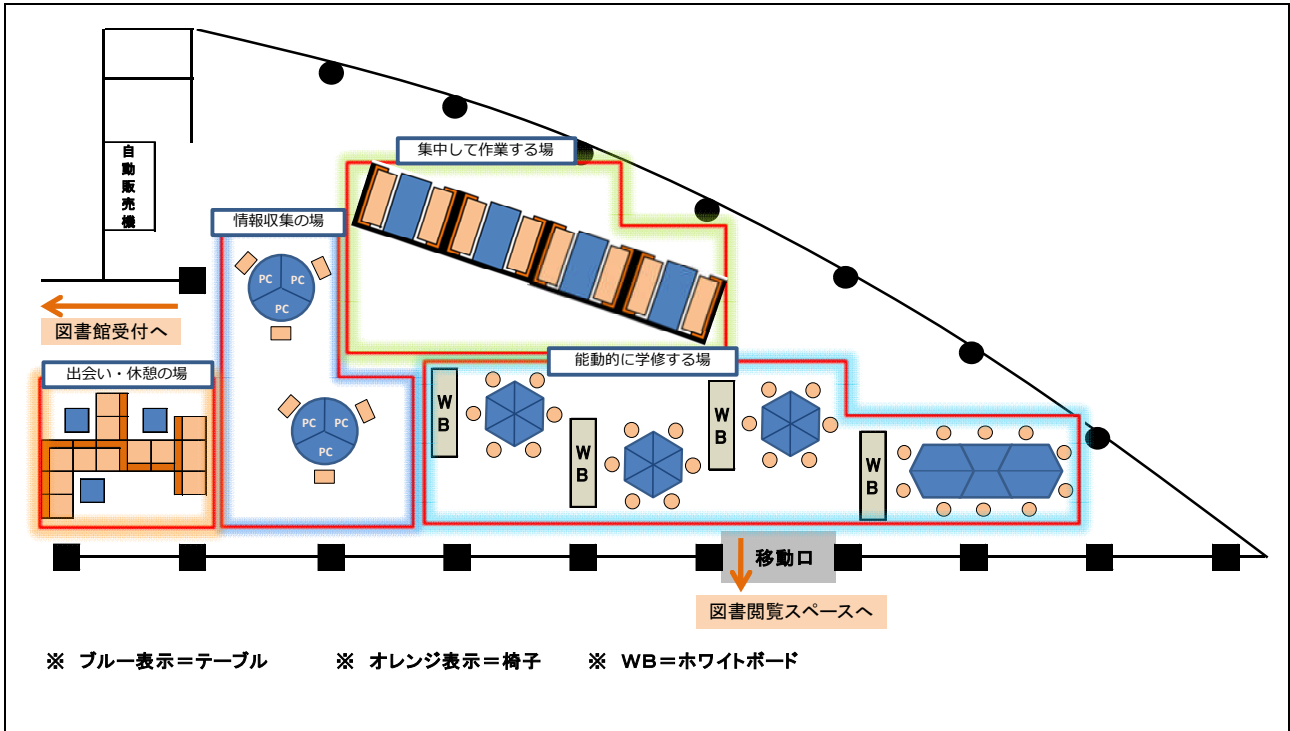 集中して作業する場
自動販売機
情報収集の場
PC PC
PC
図書館受付へ
能動的に学修する場
出会い・休憩の場
WB
WB
WB
WB
PC PC
PC
移動口
図書閲覧スペースへ
※ ブルー表示=テーブル ※ オレンジ表示=椅子 ※ WB=ホワイトボード